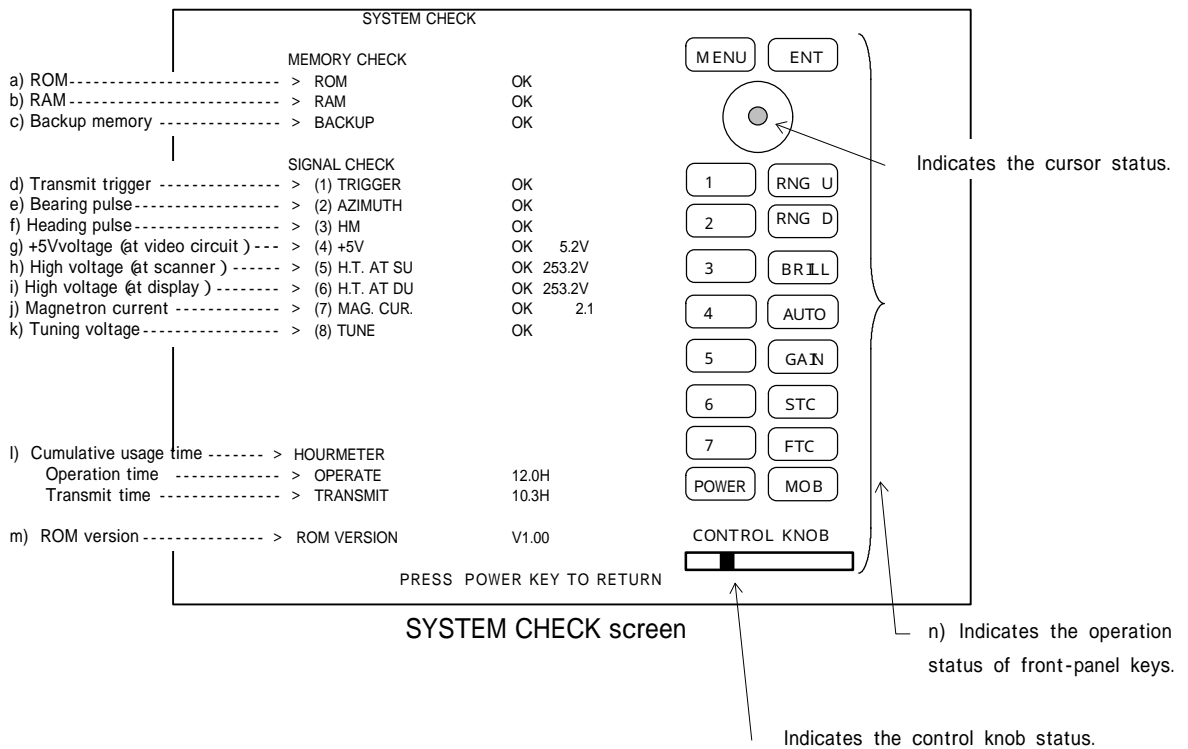 SYSTEM CHECK
MEMORY CHECK
a) ROM ------------------------ > ROM OK
b) RAM ------------------------ > RAM OK
c) Backup memory --------------- > BACKUP OK
SIGNAL CHECK
d) Transmit trigger --------------- > (1) TRIGGER OK
e) Bearing pulse ----------------- > (2) AZIMUTH OK
f) Heading pulse ----------------- > (3) HM OK
g) +5Vvoltage (at video circuit) --- > (4) +5V OK 5.2V
h) High voltage (at scanner) ------ > (5) H.T. AT SU OK 253.2V
i) High voltage (at display) -------- > (6) H.T. AT DU OK 253.2V
j) Magnetron current ------------- > (7) MAG. CUR. OK 2.1
k) Tuning voltage ---------------- > (8) TUNE OK
l) Cumulative usage time ------- > HOURMETER
Operation time ------------- > OPERATE 12.0H
Transmit time --------------- > TRANSMIT 10.3H
m) ROM version --------------- > ROM VERSION V1.00
PRESS POWER KEY TO RETURN
MENU ENT
Indicates the cursor status.
1 RNG U
2 RNG D
3 BRILL
4 AUTO
5 GAIN
6 STC
7 FTC
POWER MOB
CONTROL KNOB
SYSTEM CHECK screen
n) Indicates the operation
status of front-panel keys.
Indicates the control knob status.